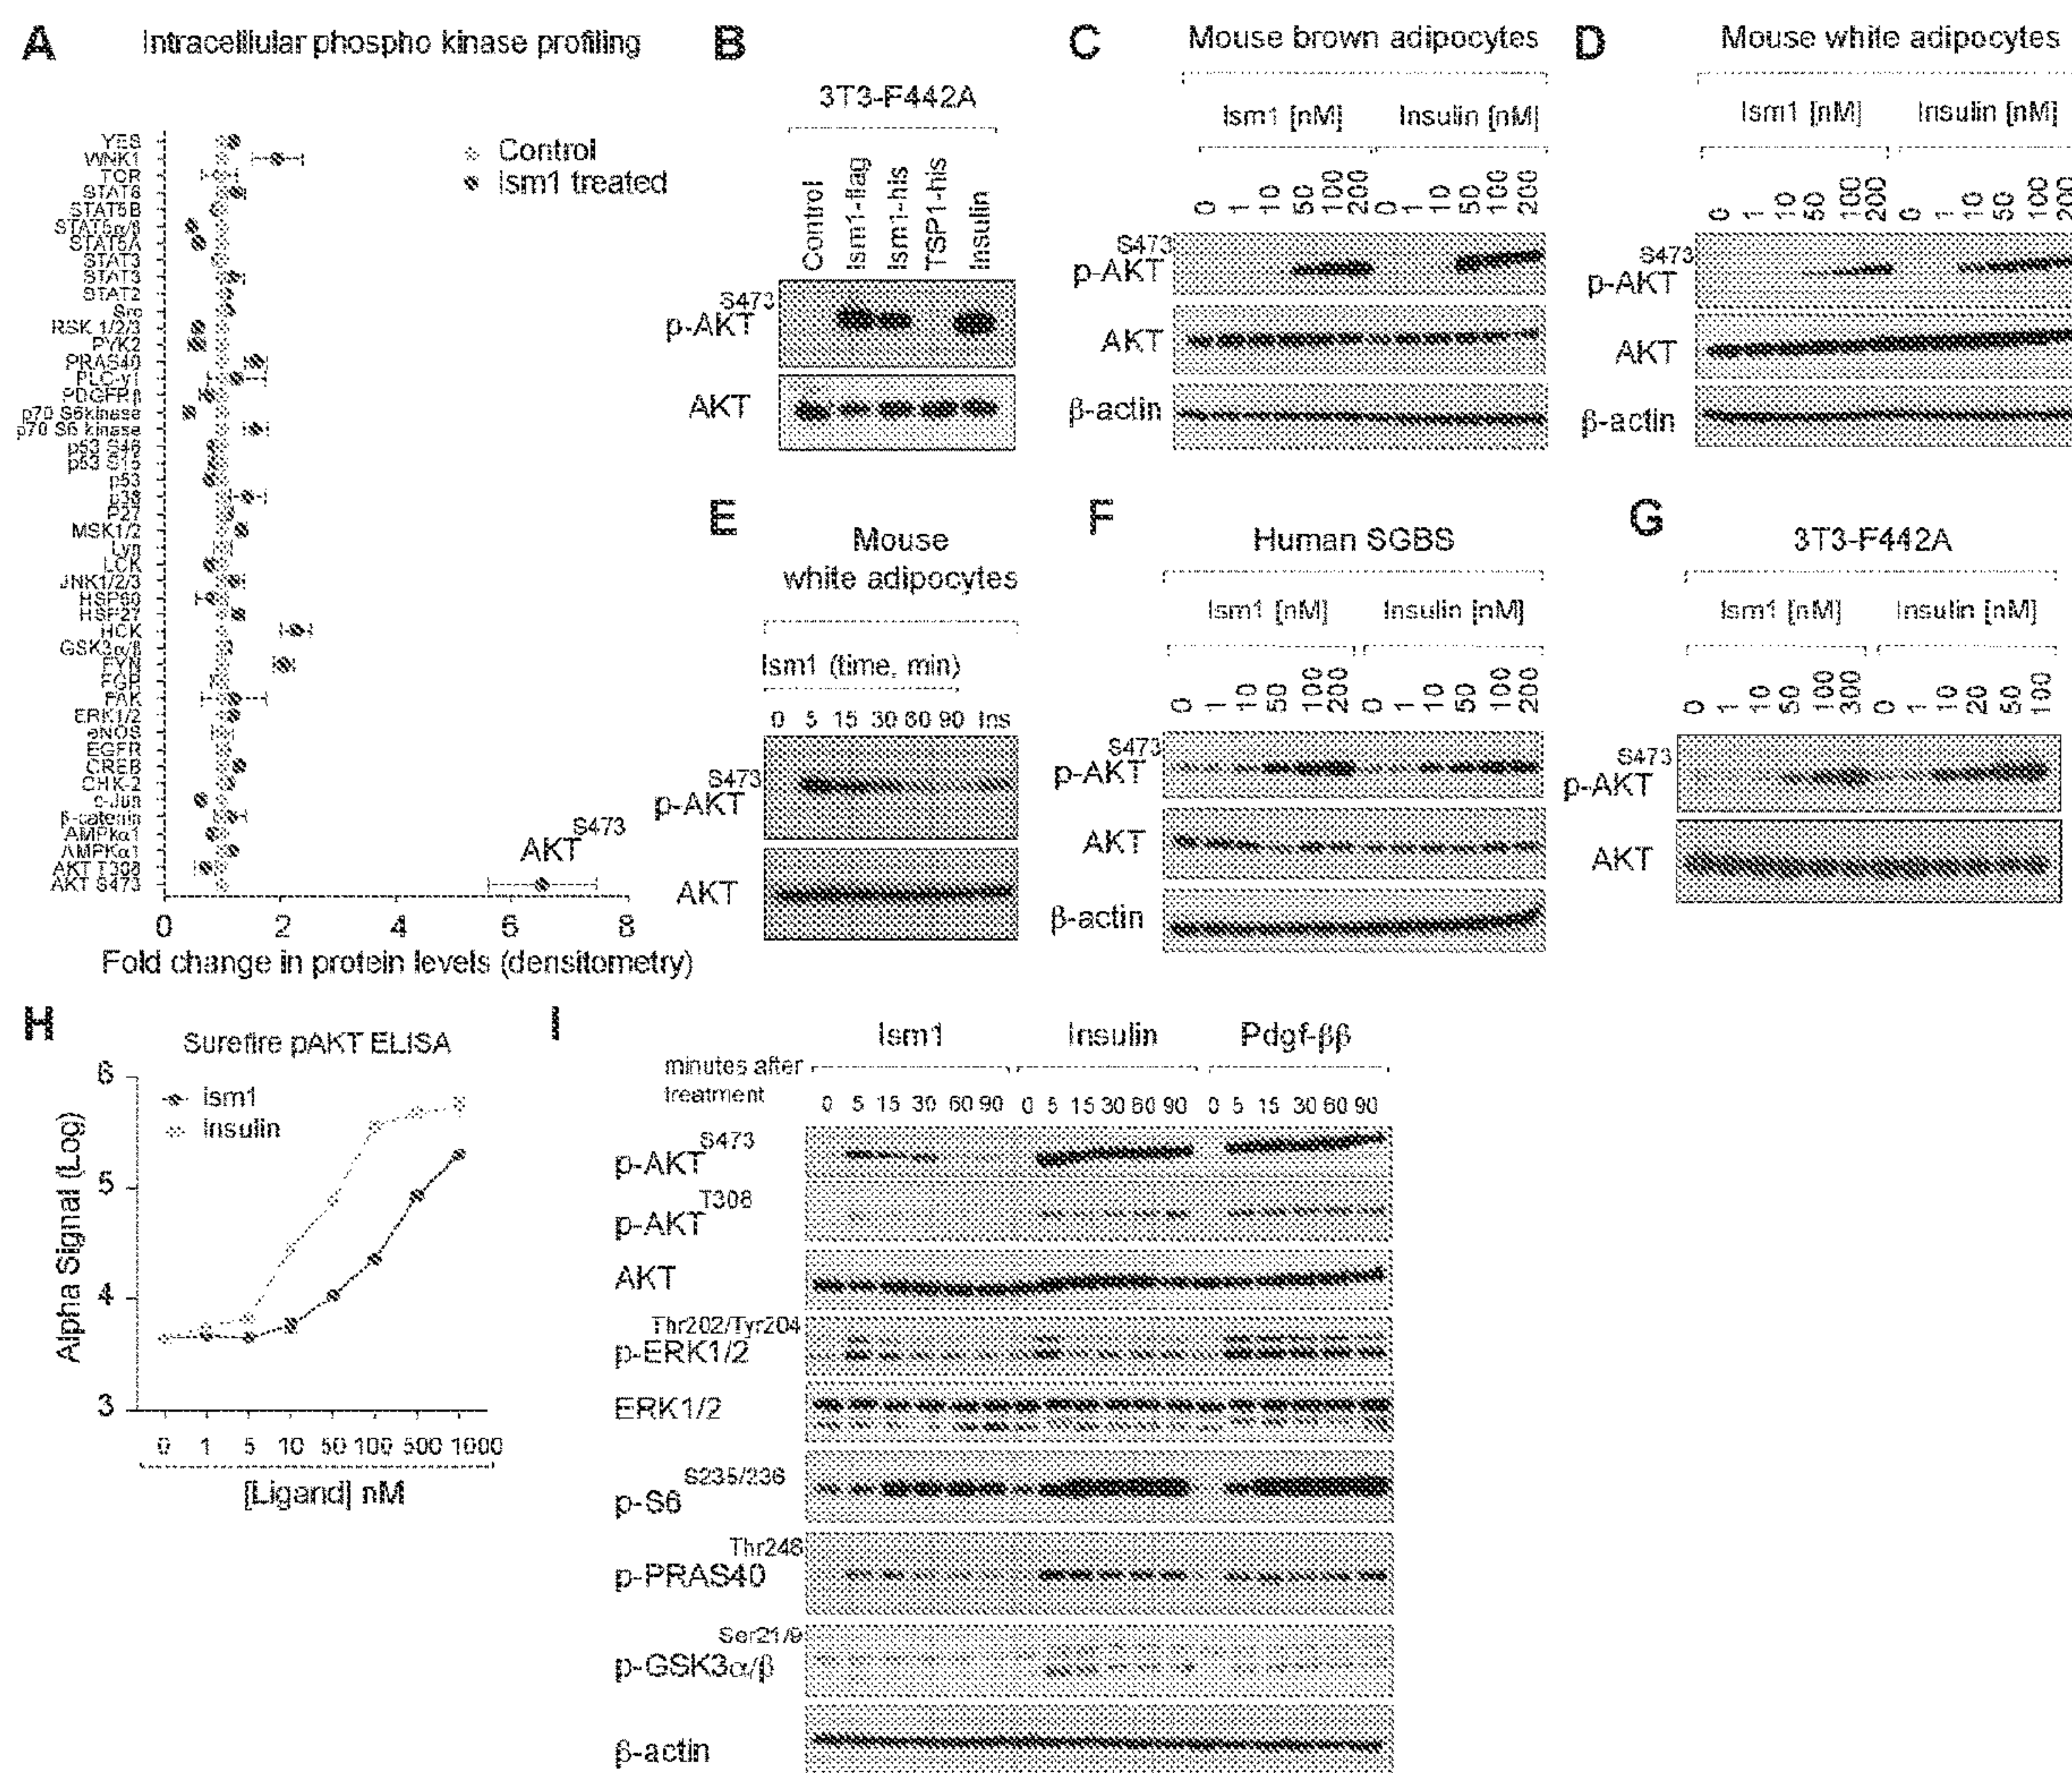 A
Intracelllular phospho kinase profiling
YES
WNK1
TOR
STAT6
STAT5B
STAT5α/β
STAT5A
STAT3
STAT3
STAT2
Src
RSK 1/2/3
PYK2
PRAS40
PLC-γ1
PDGFRβ
p70 S6kinase
p70 S6 kinase
p53 S46
p53 S15
p53
p38
P27
MSK1/2
Lyn
LCK
JNK1/2/3
HSP60
HSP27
HCK
GSK3α/β
FYN
FGR
FAK
ERK1/2
eNOS
EGFR
CREB
CHK-2
c-Jun
β-catenin
AMPKα1
AMPKα1
AKT T308
AKT S473
Control
Ism1 treated
AKT S473
0 2 4 6 8
Fold change in protein levels (densitometry)
B
3T3-F442A
Control
Ism1-flag
Ism1-his
TSP1-his
Insulin
p-AKT S473
AKT
C
Mouse brown adipocytes
Ism1 [nM] Insulin [nM]
0 1 10 50 100 200 0 1 10 50 100 200
p-AKT S473
AKT
β-actin
D
Mouse white adipocytes
Ism1 [nM] Insulin [nM]
0 1 10 50 100 200 0 1 10 50 100 200
p-AKT S473
AKT
β-actin
E
Mouse
white adipocytes
Ism1 (time, min)
0 5 15 30 60 90 Ins
p-AKT S473
AKT
F
Human SGBS
Ism1 [nM] Insulin [nM]
0 1 10 50 100 200 0 1 10 50 100 200
p-AKT S473
AKT
β-actin
G
3T3-F442A
Ism1 [nM] Insulin [nM]
0 1 10 50 100 300 0 1 10 20 50 100
p-AKT S473
AKT
H
Surefire pAKT ELISA
Alpha Signal (Log)
6
5
4
3
ism1
insulin
0 1 5 10 50 100 500 1000
[Ligand] nM
I
Ism1 Insulin Pdgf-ββ
minutes after
treatment
0 5 15 30 60 90 0 5 15 30 60 90 0 5 15 30 60 90
p-AKT S473
p-AKT T308
AKT
p-ERK1/2 Thr202/Tyr204
ERK1/2
p-S6 S235/236
p-PRAS40 Thr246
p-GSK3α/β Ser21/9
β-actin